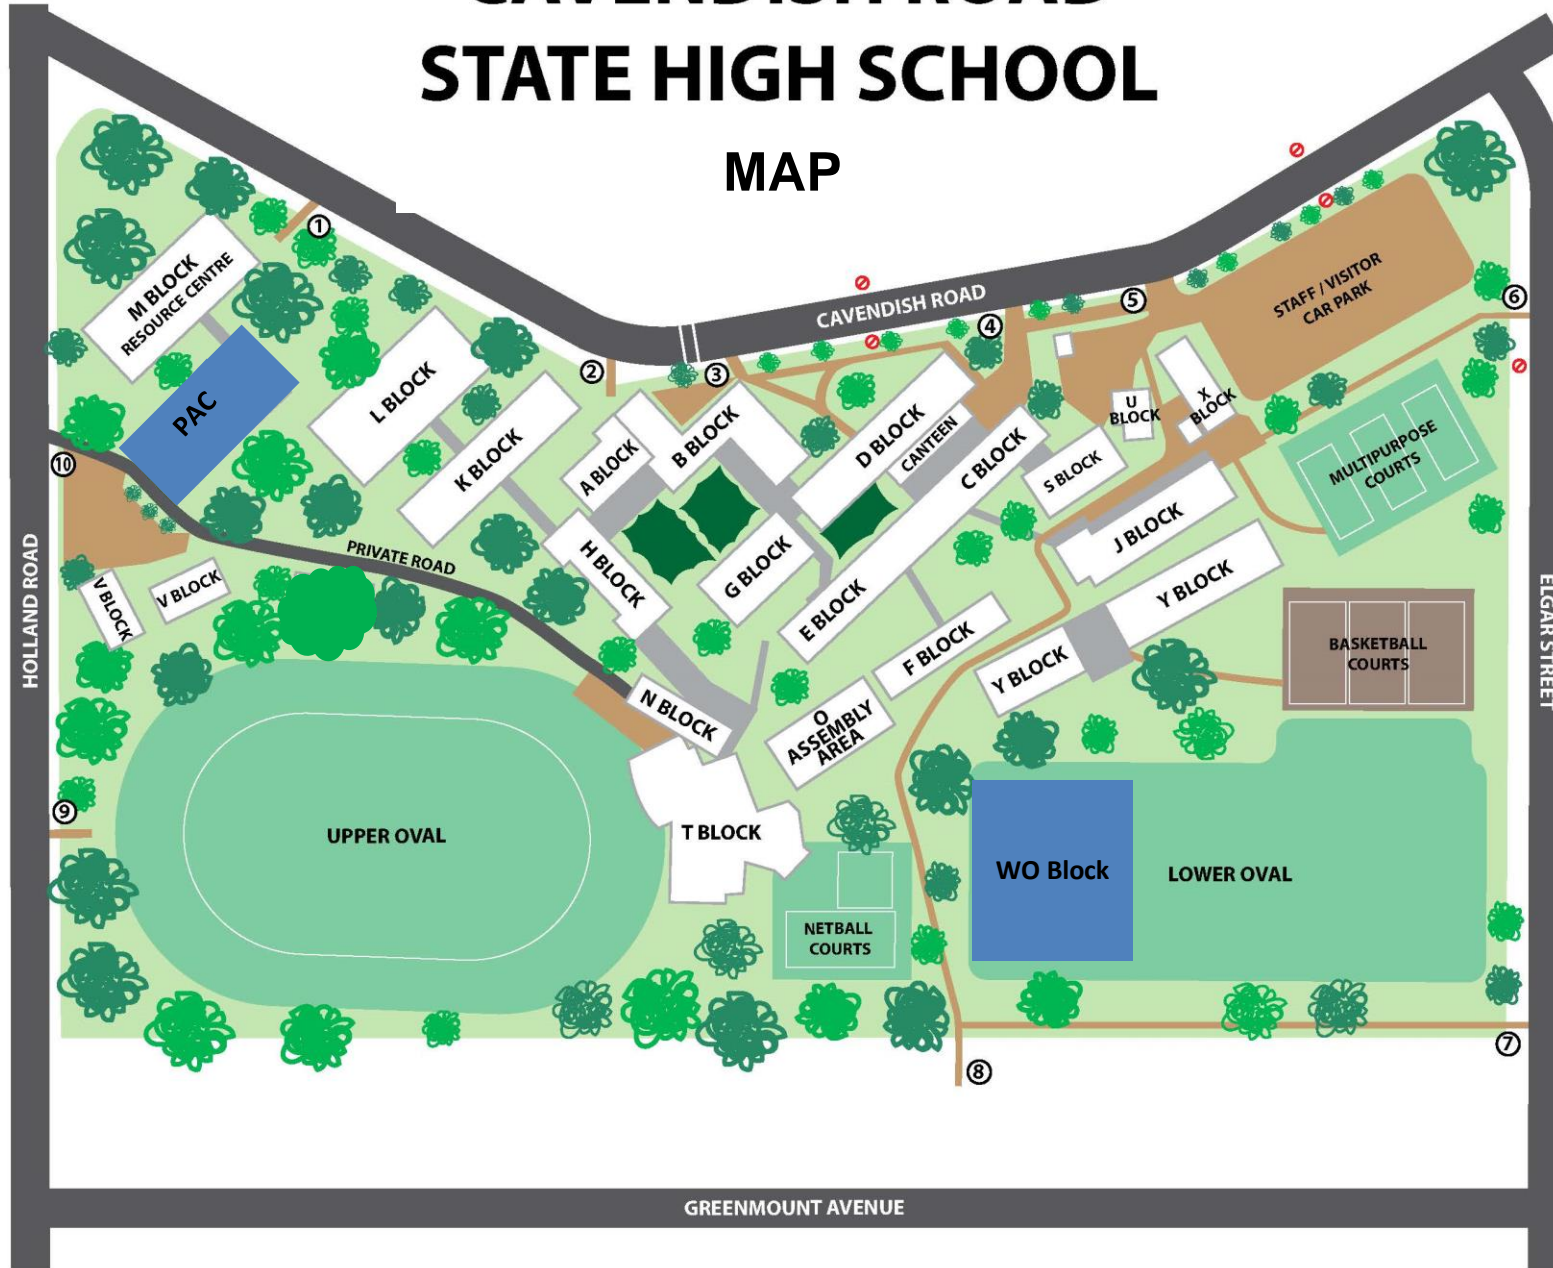 CAVENDISH ROAD
STATE HIGH SCHOOL
MAP
1
M BLOCK
RESOURCE CENTRE
PAC
L BLOCK
K BLOCK
2
3
CAVENDISH ROAD
4
5
STAFF / VISITOR
CAR PARK
6
A BLOCK
B BLOCK
D BLOCK
CANTEEN
C BLOCK
S BLOCK
U
BLOCK
X
BLOCK
MULTIPURPOSE
COURTS
10
HOLLAND ROAD
V BLOCK
V BLOCK
PRIVATE ROAD
H BLOCK
G BLOCK
E BLOCK
F BLOCK
J BLOCK
Y BLOCK
Y BLOCK
BASKETBALL
COURTS
ELGAR STREET
N BLOCK
O
ASSEMBLY
AREA
9
UPPER OVAL
T BLOCK
NETBALL
COURTS
WO Block
LOWER OVAL
7
8
GREENMOUNT AVENUE